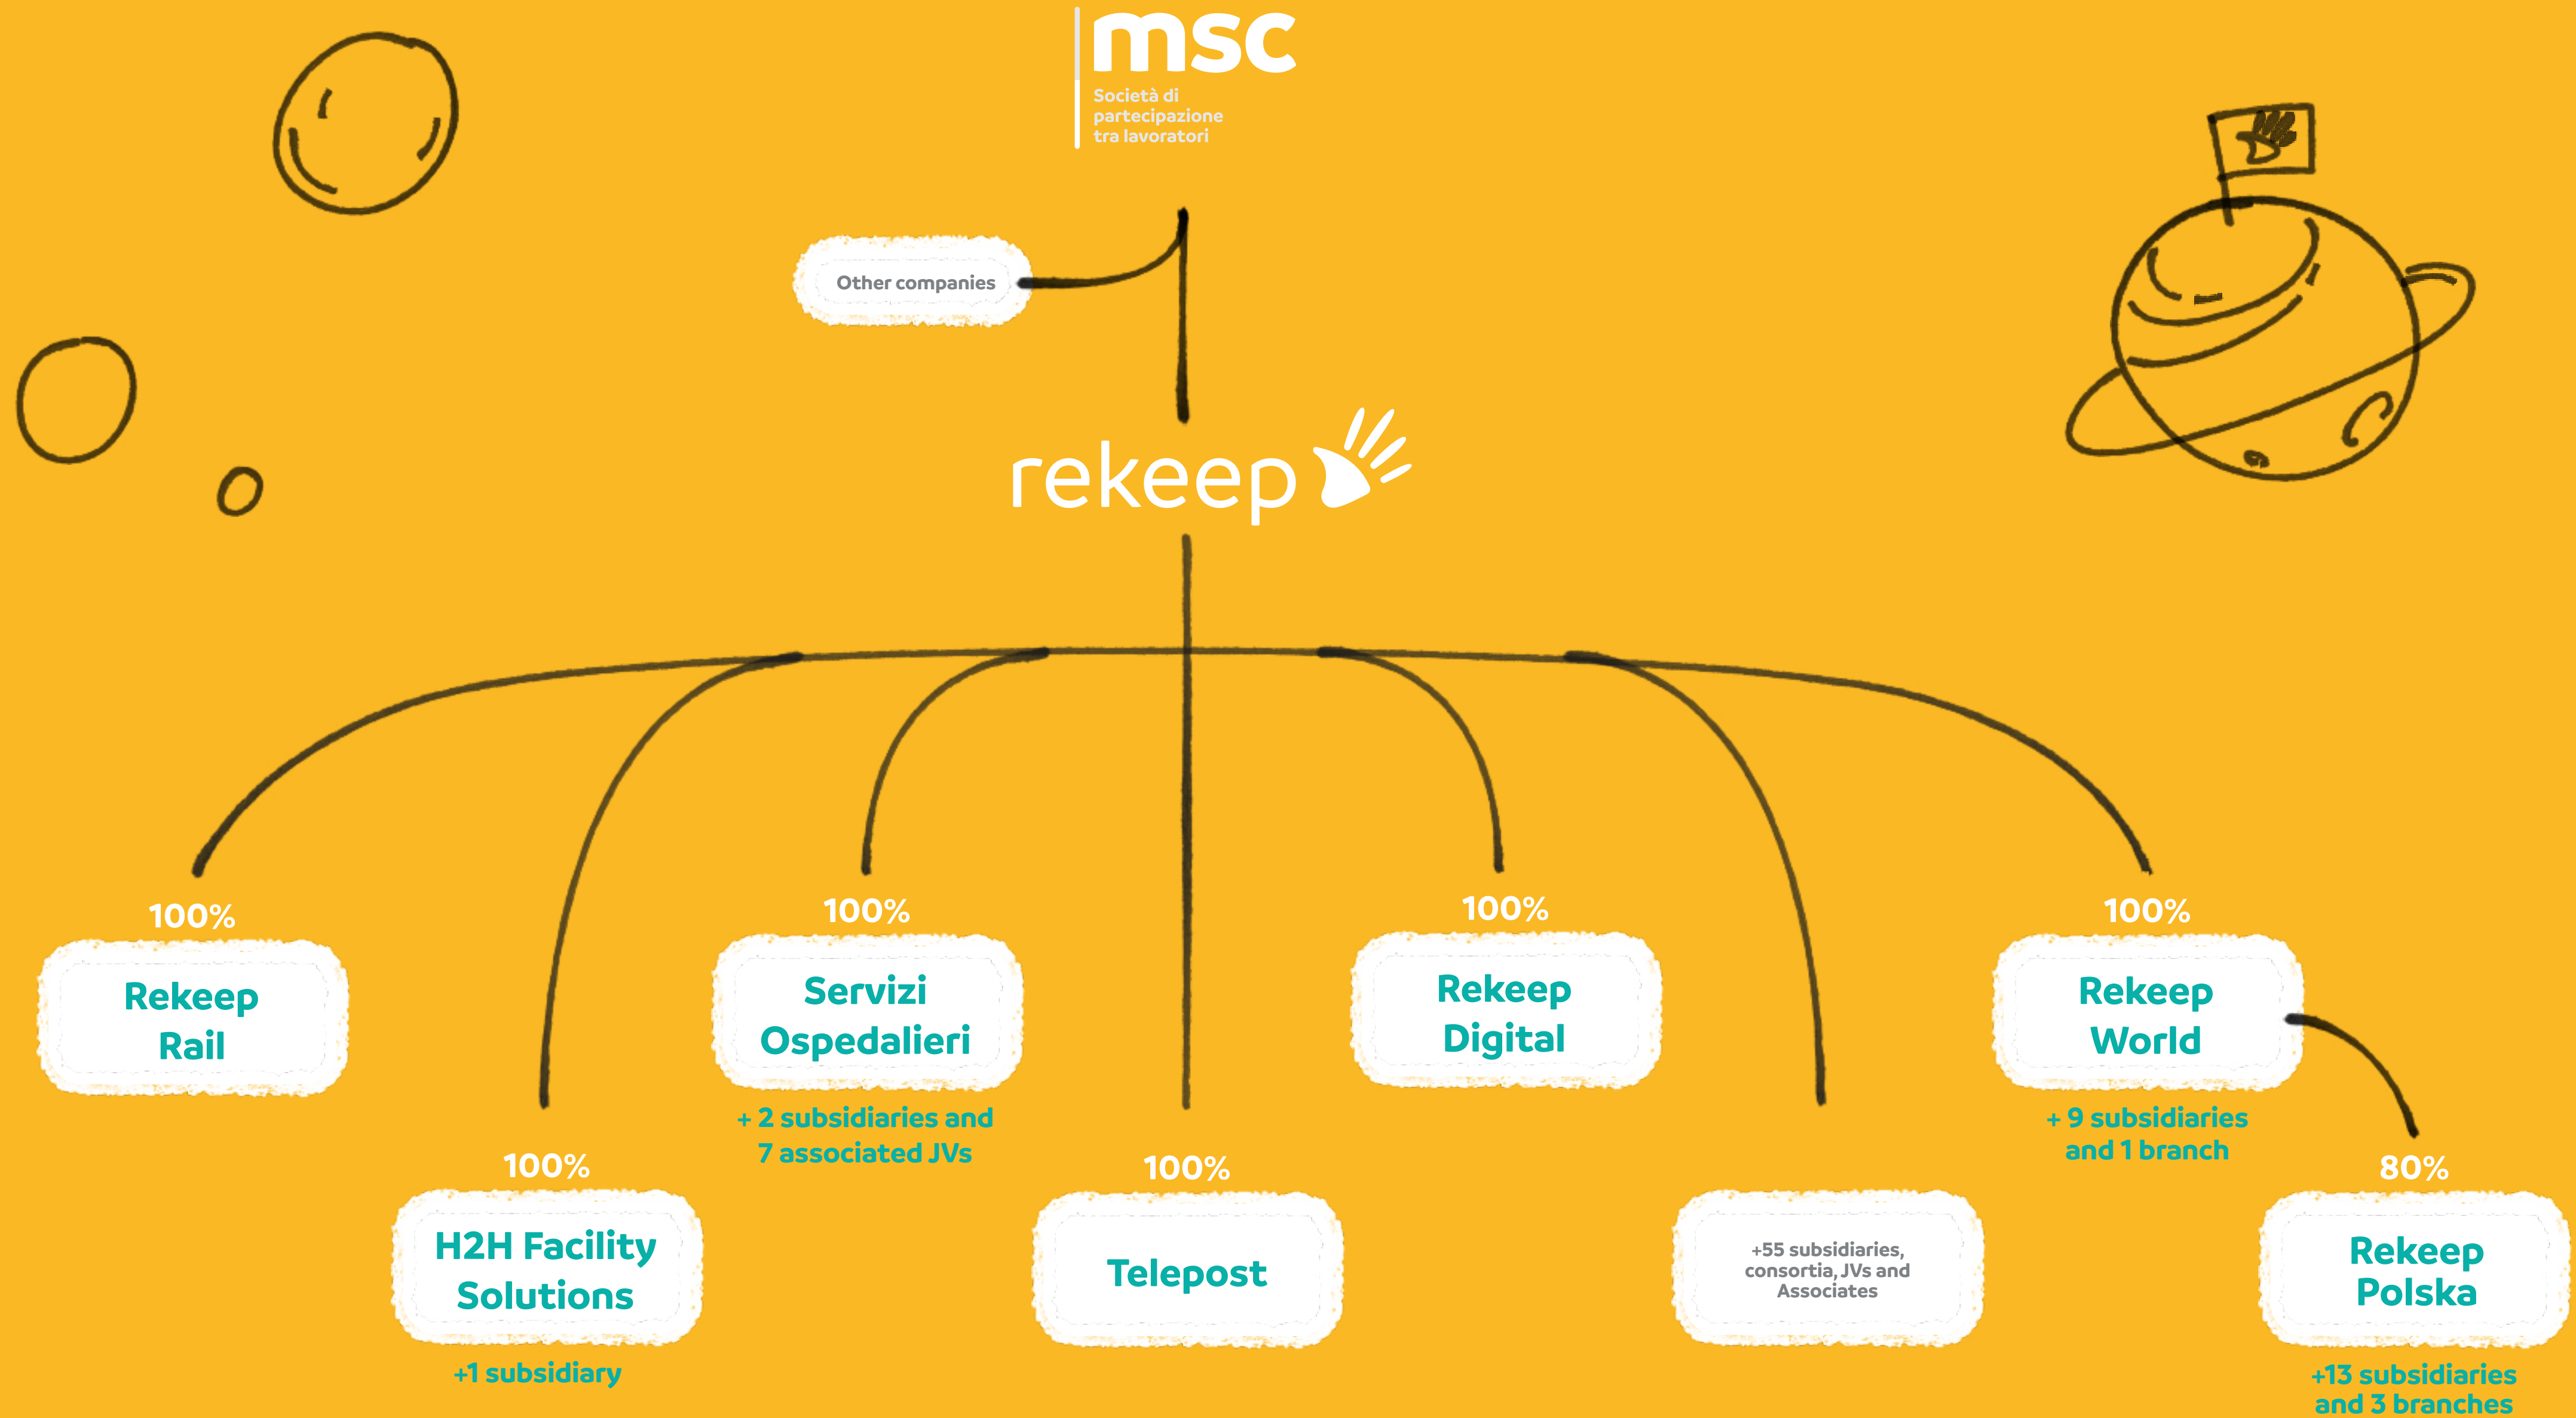 msc
Società di
partecipazione
tra lavoratori
Other companies
rekeep
100%
Rekeep
Rail
100%
H2H Facility
Solutions
+1 subsidiary
100%
Servizi
Ospedalieri
+ 2 subsidiaries and
7 associated JVs
100%
Telepost
100%
Rekeep
Digital
+55 subsidiaries,
consortia, JVs and
Associates
100%
Rekeep
World
+ 9 subsidiaries
and 1 branch
80%
Rekeep
Polska
+13 subsidiaries
and 3 branches